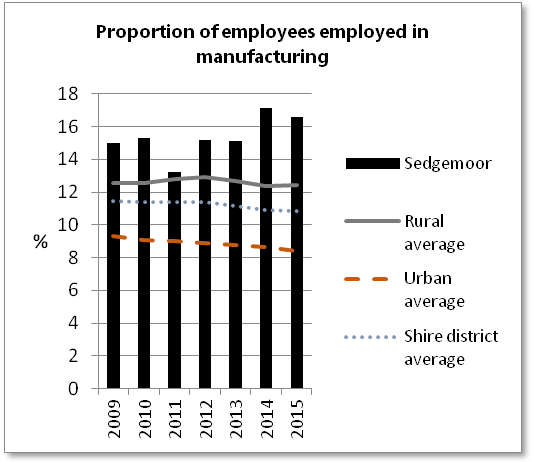 Proportion of employees employed in
manufacturing
18
16
14
12
10
8
6
4
2
0
%
2009
2010
2011
2012
2013
2014
2015
Sedgemoor
Rural
average
Urban
average
Shire district
average